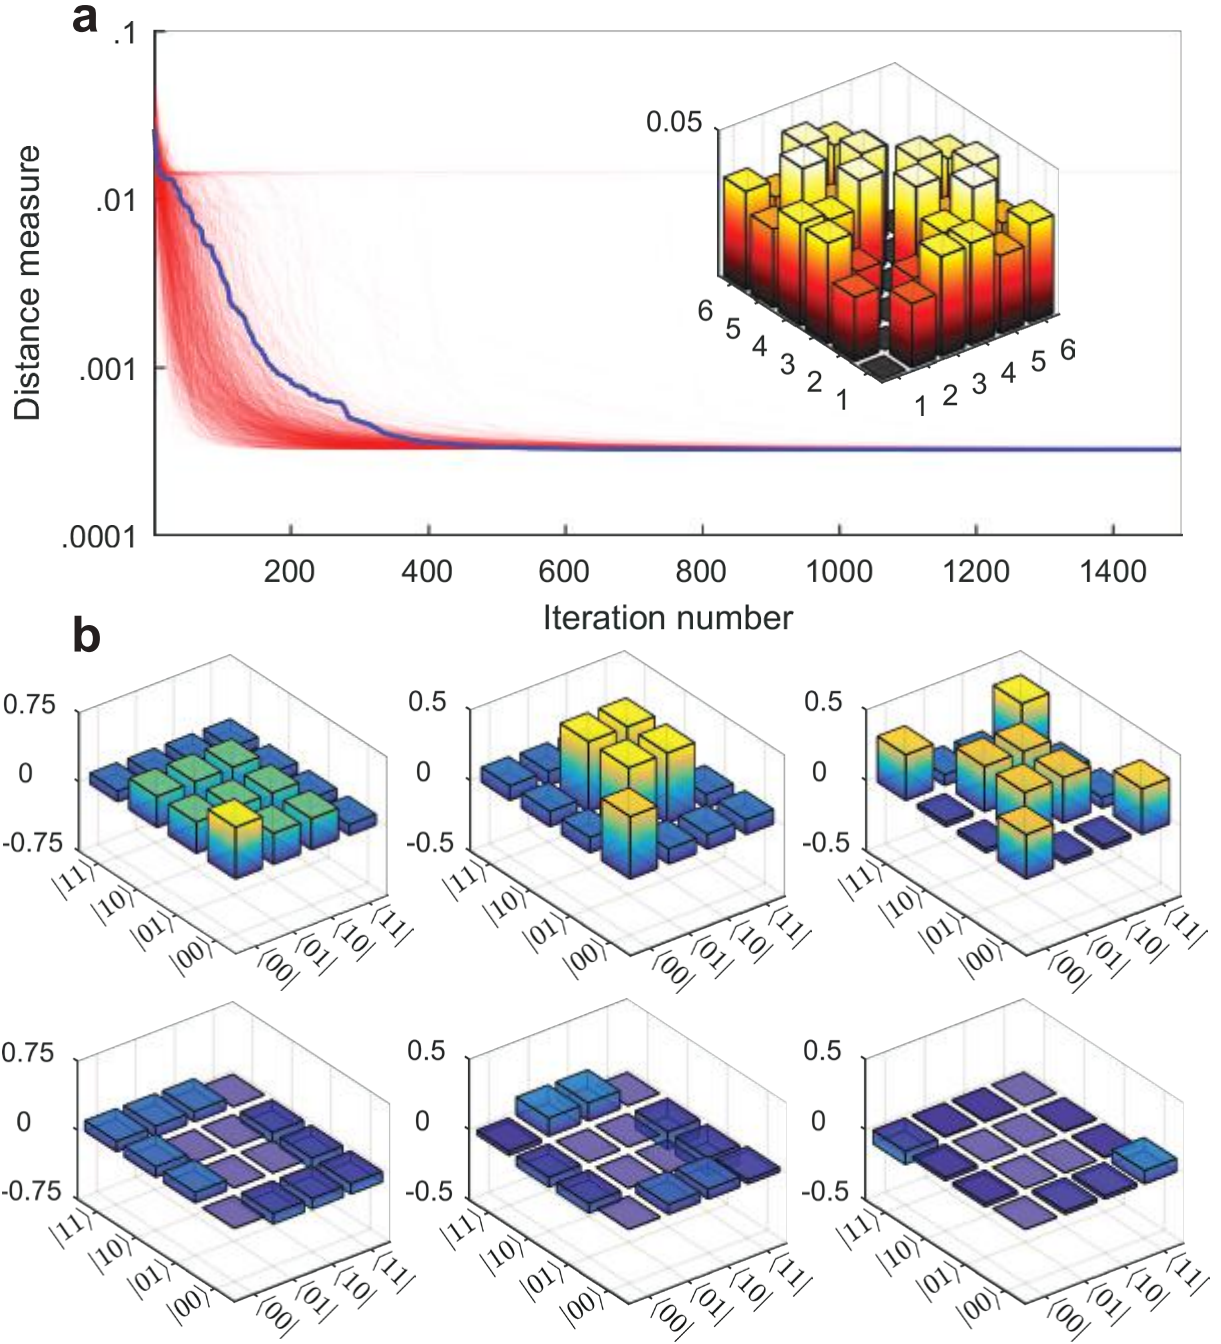 a
.1
.01
.001
.0001
Distance measure
200 400 600 800 1000 1200 1400
Iteration number
0.05
6 5 4 3 2 1
1 2 3 4 5 6
b
0.75
0
-0.75
|11⟩ |10⟩ |01⟩ |00⟩
⟨00| ⟨01| ⟨10| ⟨11|
0.5
0
-0.5
|11⟩ |10⟩ |01⟩ |00⟩
⟨00| ⟨01| ⟨10| ⟨11|
0.5
0
-0.5
|11⟩ |10⟩ |01⟩ |00⟩
⟨00| ⟨01| ⟨10| ⟨11|
0.75
0
-0.75
|11⟩ |10⟩ |01⟩ |00⟩
⟨00| ⟨01| ⟨10| ⟨11|
0.5
0
-0.5
|11⟩ |10⟩ |01⟩ |00⟩
⟨00| ⟨01| ⟨10| ⟨11|
0.5
0
-0.5
|11⟩ |10⟩ |01⟩ |00⟩
⟨00| ⟨01| ⟨10| ⟨11|